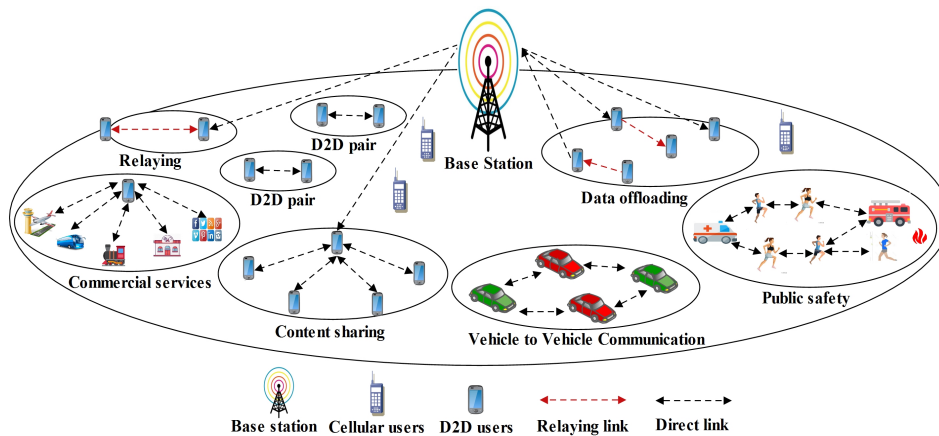 D2D pair
Relaying
Base Station
D2D pair
Data offloading
Commercial services
Public safety
Content sharing
Vehicle to Vehicle Communication
Base station
Cellular users
D2D users
Relaying link
Direct link